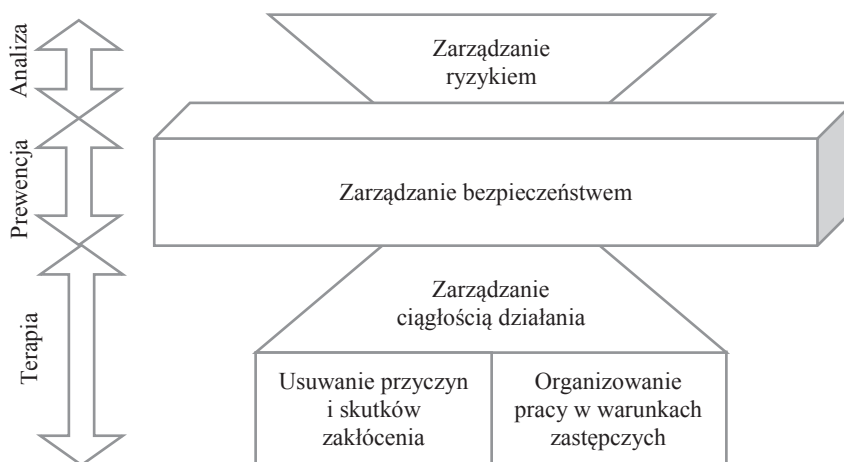 Analiza
Zarządzanie
ryzykiem
Prewencja
Zarządzanie bezpieczeństwem
Terapia
Zarządzanie
ciągłością działania
Usuwanie przyczyn
i skutków
zakłócenia
Organizowanie
pracy w warunkach
zastępczych